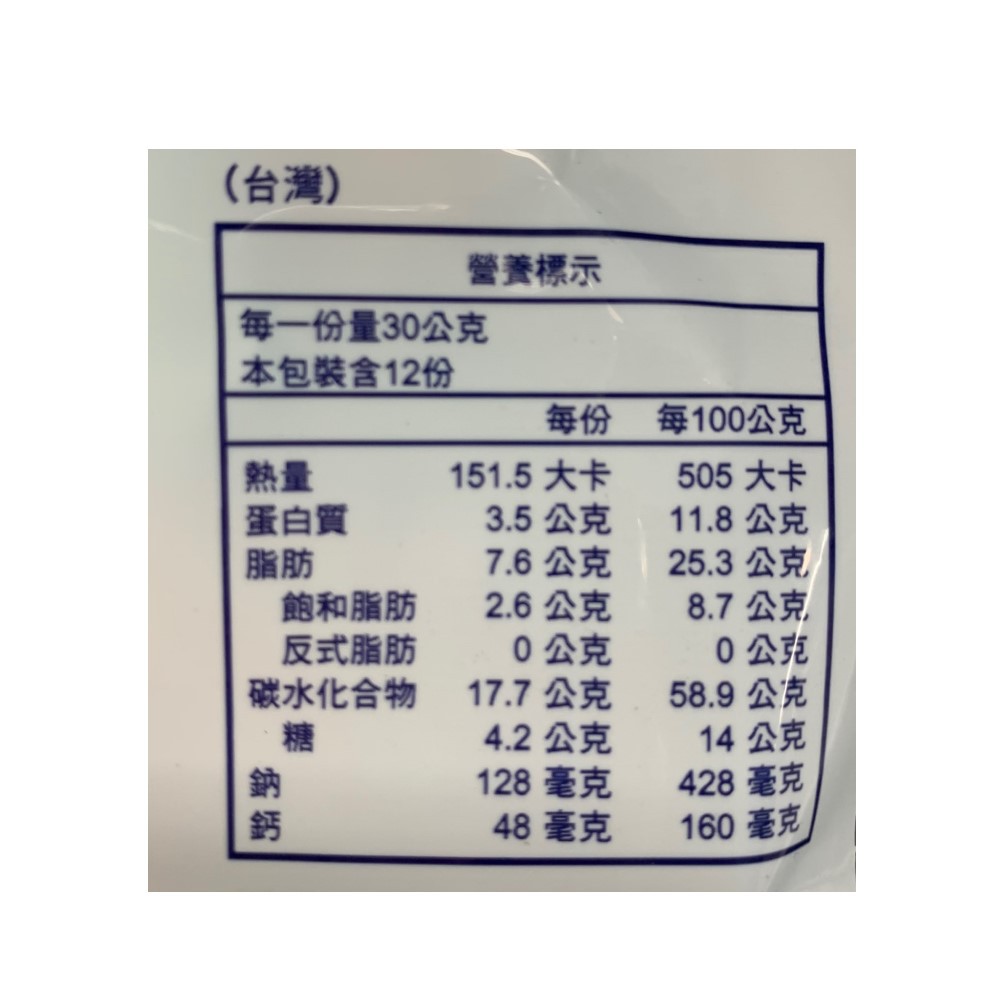 (台灣)
營養標示
每一份量30公克
本包裝含12份
每份 每100公克
熱量 151.5 大卡 505 大卡
蛋白質 3.5 公克 11.8 公克
脂肪 7.6 公克 25.3 公克
飽和脂肪 2.6 公克 8.7 公克
反式脂肪 0 公克 0 公克
碳水化合物 17.7 公克 58.9 公克
糖 4.2 公克 14 公克
鈉 128 毫克 428 毫克
鈣 48 毫克 160 毫克